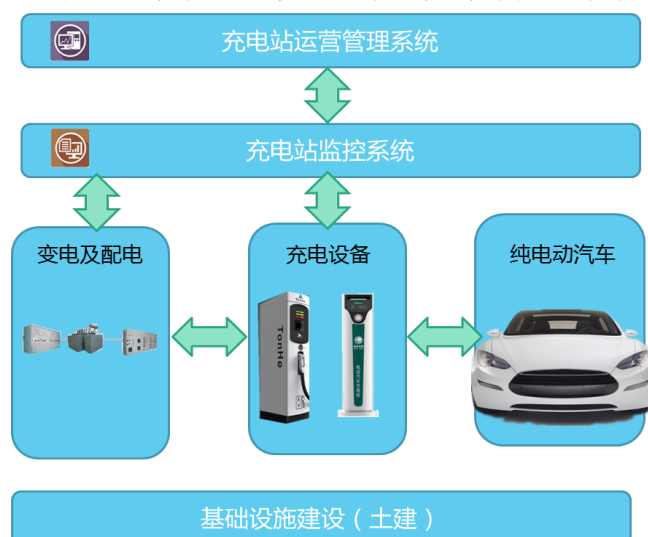 充电站运营管理系统
充电站监控系统
变电及配电
充电设备
纯电动汽车
TonHe
基础设施建设（土建）